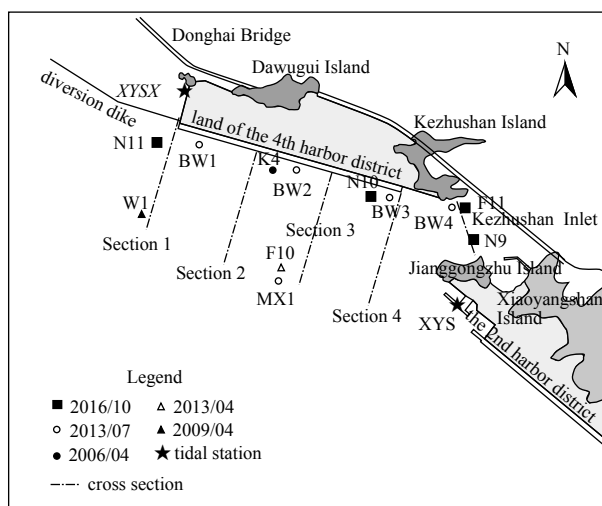 Donghai Bridge
N
Dawugui Island
XYSX
diversion dike
land of the 4th harbor district
Kezhushan Island
N11
BW1
K4
BW2
N10
BW3
F11
BW4
Kezhushan Inlet
W1
Section 1
Section 3
N9
F10
Section 2
Jianggongzhu Island
MX1
Xiaoyangshan
Island
Section 4
XYS
the 2nd harbor district
Legend
2016/10
2013/04
2013/07
2009/04
2006/04
tidal station
cross section